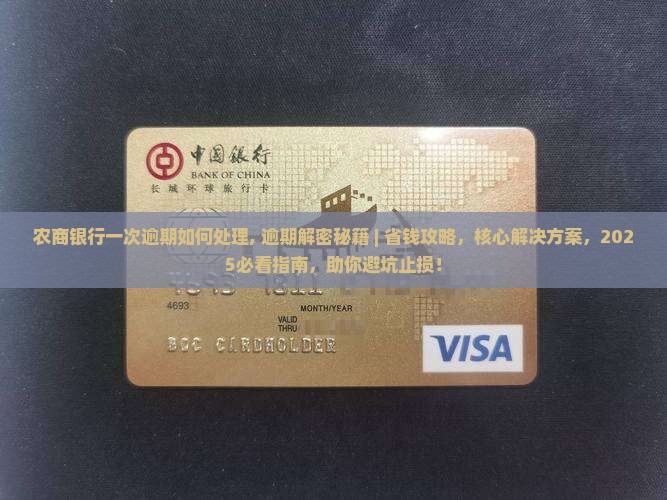 中国银行
BANK OF CHINA
长城环球旅行卡
农商银行一次逾期如何处理, 逾期解密秘藉 | 省钱攻略，核心解决方案，202
5必看指南，助你避坑止损！
4693
MONTH/YEAR
VALID
THRU
BOC CARDHOLDER
VISA